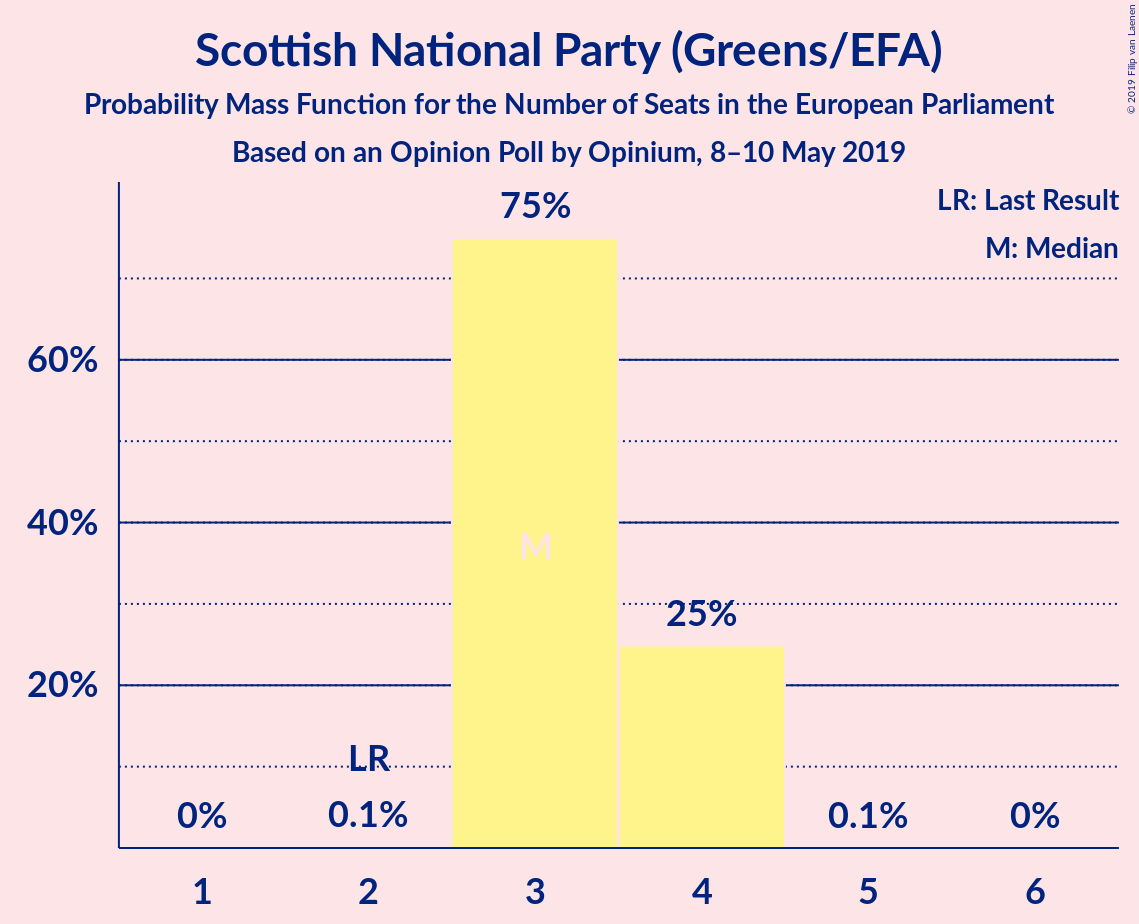 Scottish National Party (Greens/EFA)
Probability Mass Function for the Number of Seats in the European Parliament
Based on an Opinion Poll by Opinium, 8–10 May 2019
© 2019 Filip van Laenen
LR: Last Result
M: Median
75%
60%
40%
M
25%
20%
LR
0%
0.1%
0.1%
0%
1
2
3
4
5
6